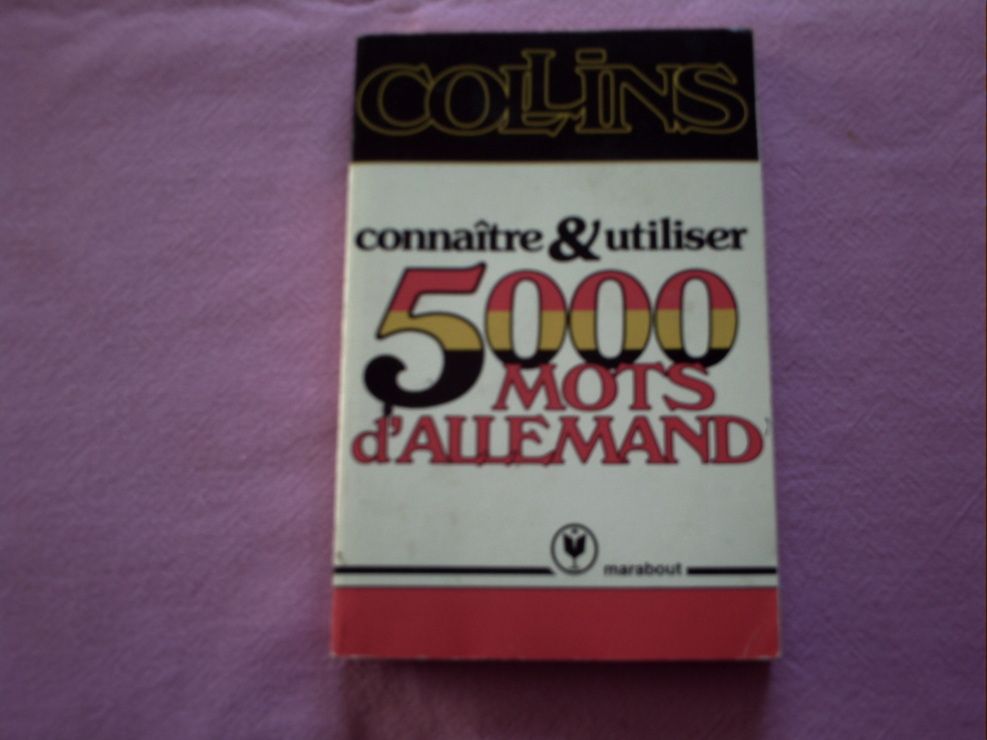 COLLINS
connaître & utiliser
5000
MOTS
d'ALLEMAND
marabout